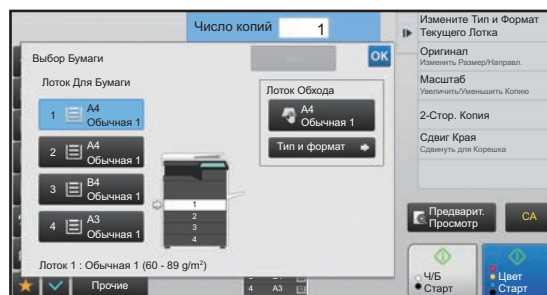 Число копий 1
Выбор Бумаги
OK
Лоток Для Бумаги
1 A4
Обычная 1
2 A4
Обычная 1
3 B4
Обычная 1
4 A3
Обычная 1
1
2
3
4
Лоток Обхода
A4
Обычная 1
Тип и формат
Лоток 1 : Обычная 1 (60 - 89 g/m²)
Прочие
4 A3
Измените Тип и Формат
Текущего Лотка
Оригинал
Изменить Размер/Направл.
Масштаб
Увеличить/Уменьшить Копию
2-Стор. Копия
Сдвиг Края
Сдвинуть для Корешка
Предварит.
Просмотр
CA
Ч/Б
Старт
Цвет
Старт